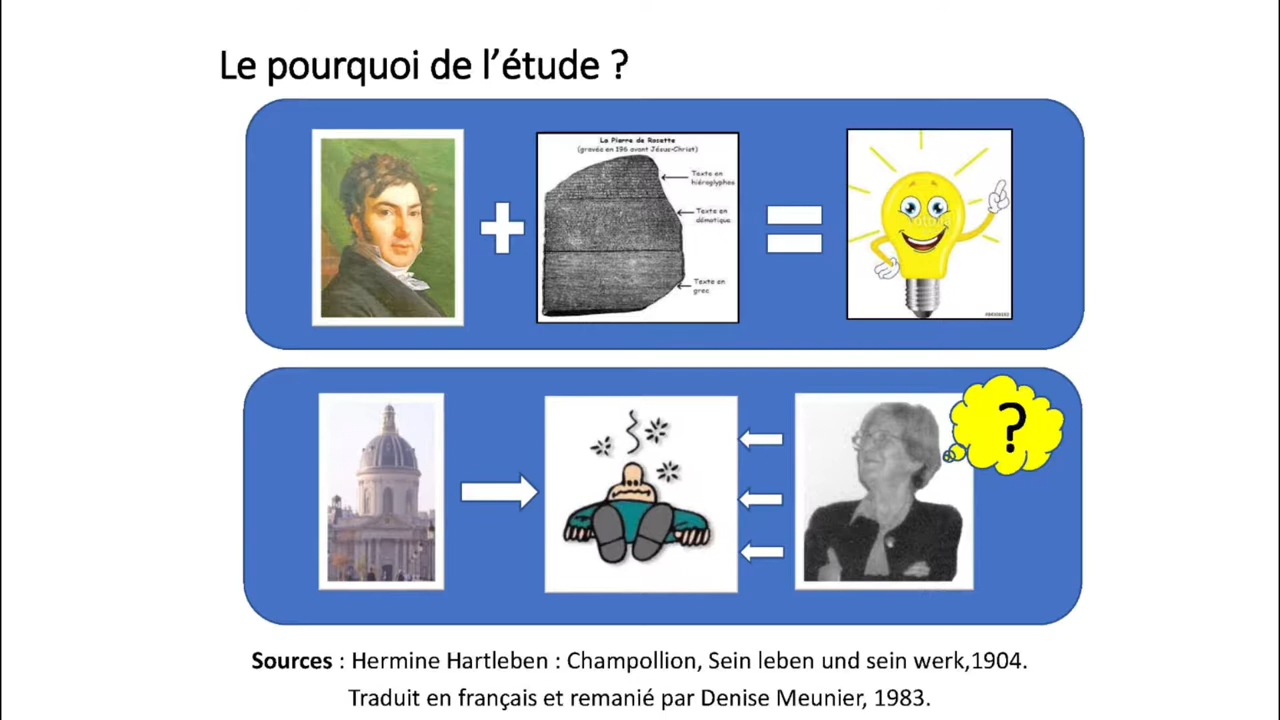 Le pourquoi de l’étude ?
La Pierre de Rosette
(gravée en 196 avant Jésus-Christ)
Texte en
hiéroglyphes
Texte en
démotique
Texte en
grec
?
Sources : Hermine Hartleben : Champollion, Sein leben und sein werk,1904.
Traduit en français et remanié par Denise Meunier, 1983.